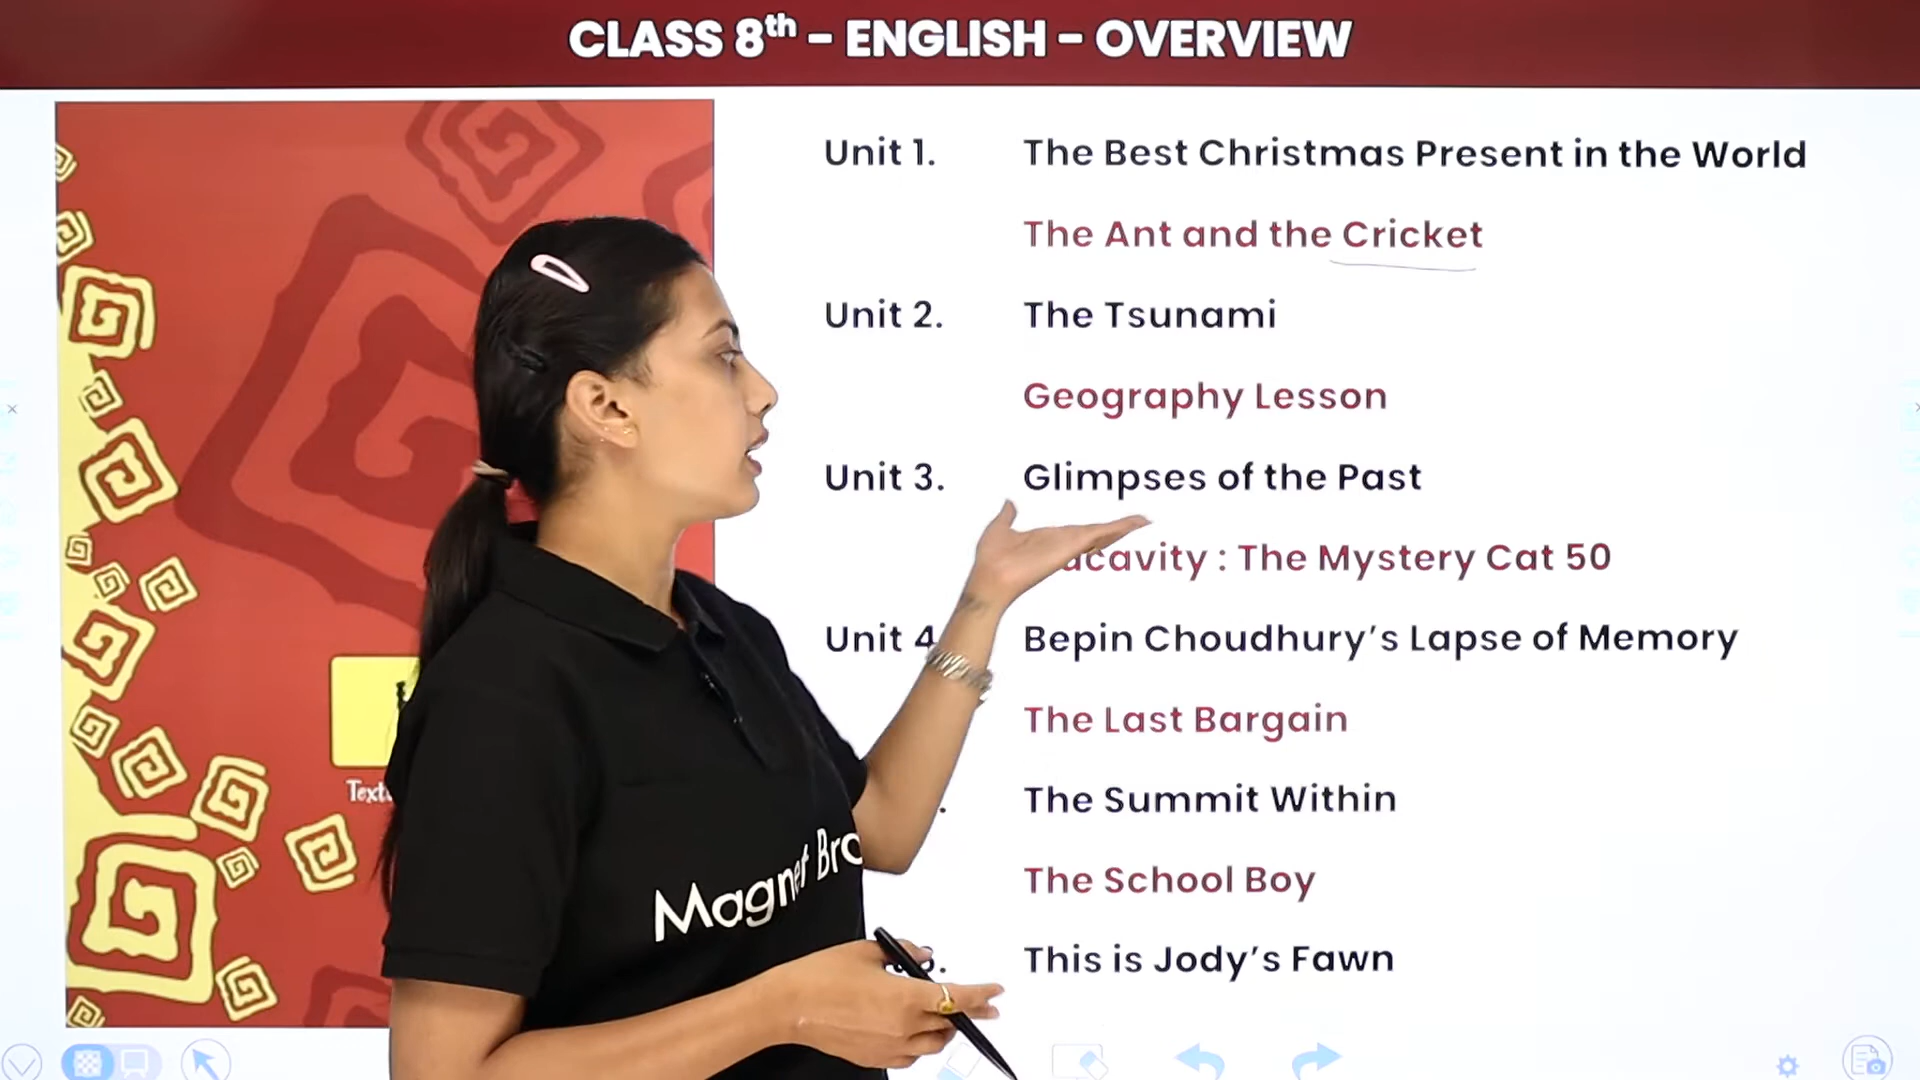 CLASS 8th - ENGLISH - OVERVIEW
Unit 1. The Best Christmas Present in the World
The Ant and the Cricket
Unit 2. The Tsunami
Geography Lesson
Unit 3. Glimpses of the Past
: The Mystery Cat 50
Unit 4 Bepin Choudhury's Lapse of Memory
The Last Bargain
The Summit Within
The School Boy
This is Jody's Fawn
Magnet Bro